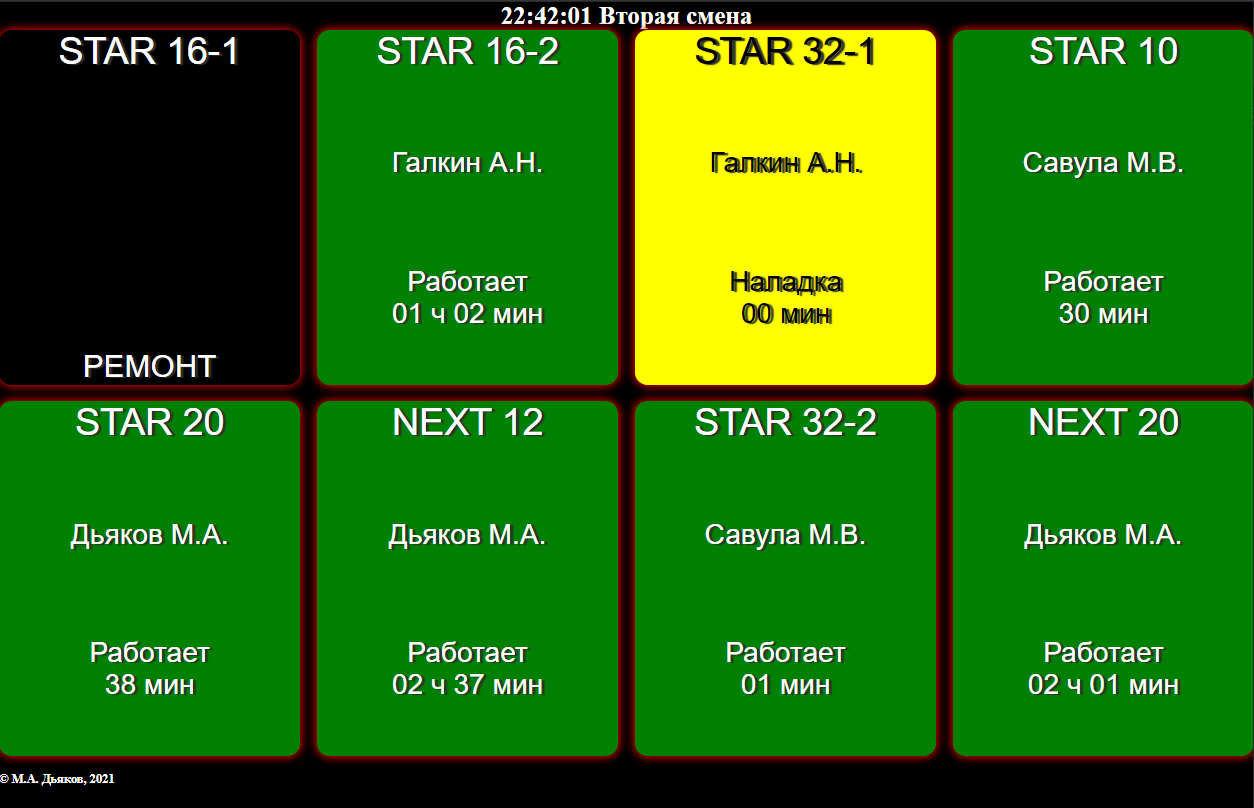 22:42:01 Вторая смена
STAR 16-1
РЕМОНТ
STAR 16-2
Галкин А.Н.
Работает
01 ч 02 мин
STAR 32-1
Галкин А.Н.
Наладка
00 мин
STAR 10
Савула М.В.
Работает
30 мин
STAR 20
Дьяков М.А.
Работает
38 мин
NEXT 12
Дьяков М.А.
Работает
02 ч 37 мин
STAR 32-2
Савула М.В.
Работает
01 мин
NEXT 20
Дьяков М.А.
Работает
02 ч 01 мин
© М.А. Дьяков, 2021